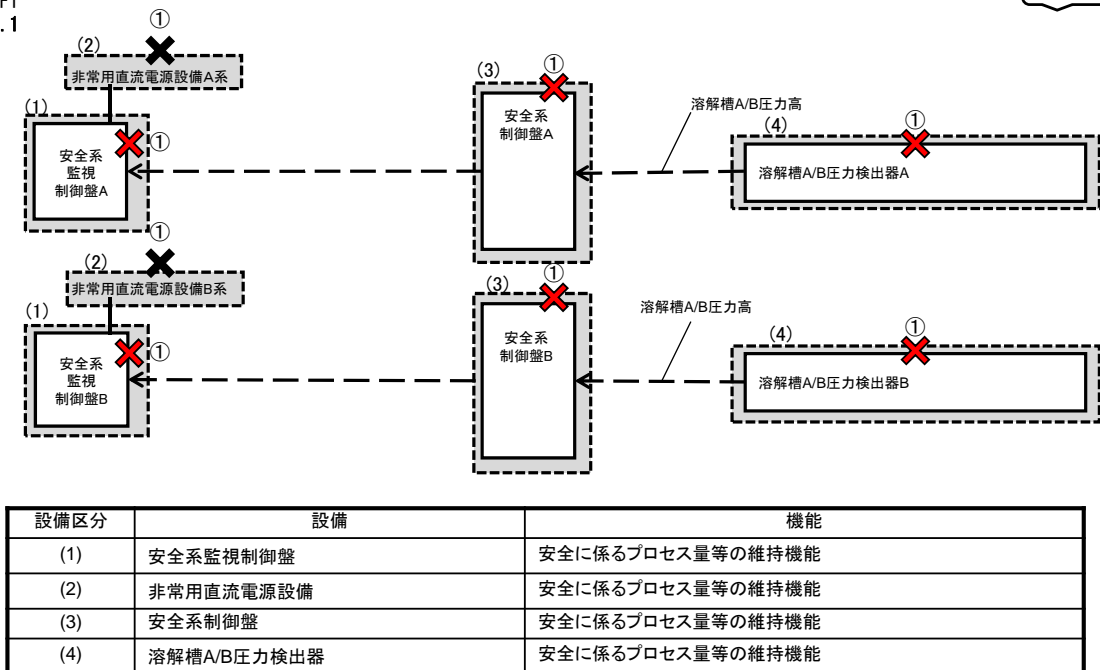 .1
①
(2)
非常用直流電源設備A系
(1)
①
安全系
監視
制御盤A
(3)
①
安全系
制御盤A
溶解槽A/B圧力高
(4)
①
溶解槽A/B圧力検出器A
①
(2)
非常用直流電源設備B系
(1)
①
安全系
監視
制御盤B
(3)
①
安全系
制御盤B
溶解槽A/B圧力高
(4)
①
溶解槽A/B圧力検出器B
設備区分 設備 機能
(1) 安全系監視制御盤 安全に係るプロセス量等の維持機能
(2) 非常用直流電源設備 安全に係るプロセス量等の維持機能
(3) 安全系制御盤 安全に係るプロセス量等の維持機能
(4) 溶解槽A/B圧力検出器 安全に係るプロセス量等の維持機能